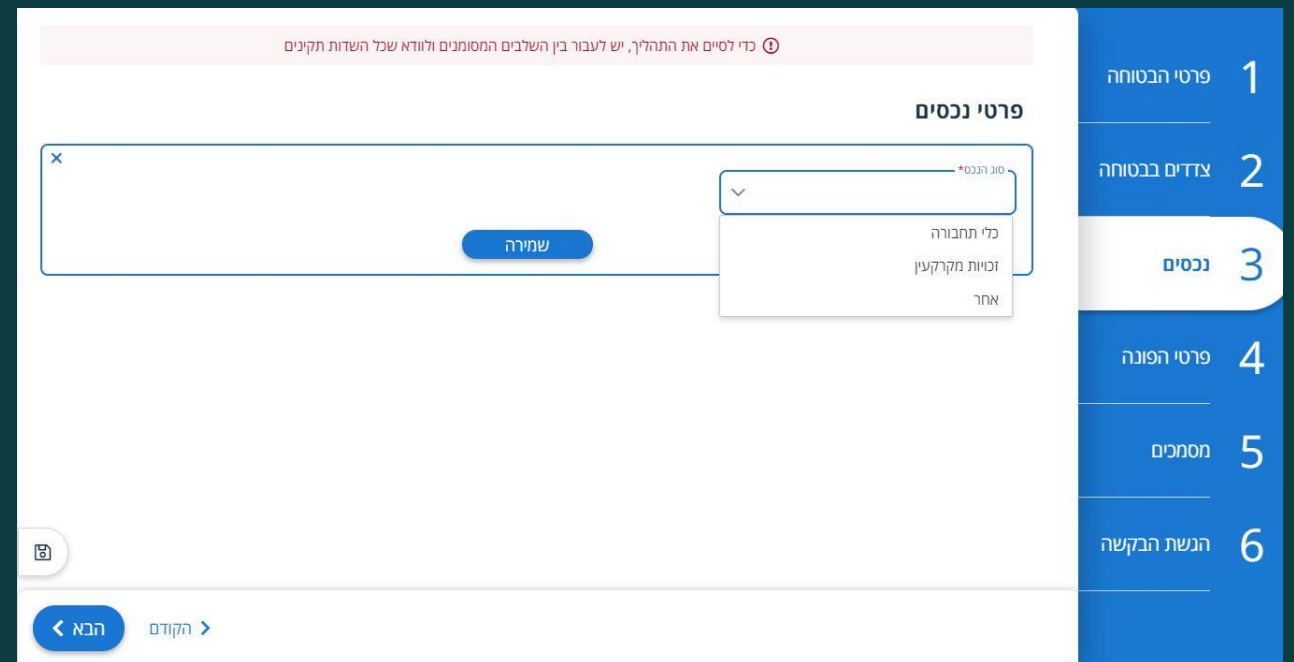 כדי לסיים את התהליך, יש לעבור בין השלבים המסומנים ולוודא שכל השדות תקינים
1 פרטי הבטוחה
2 צדדים בבטוחה
3 נכסים
4 פרטי הפונה
5 מסמכים
6 הגשת הבקשה
פרטי נכסים
סוג הנכס*
כלי תחבורה
זכויות מקרקעין
אחר
שמירה
הקודם
הבא